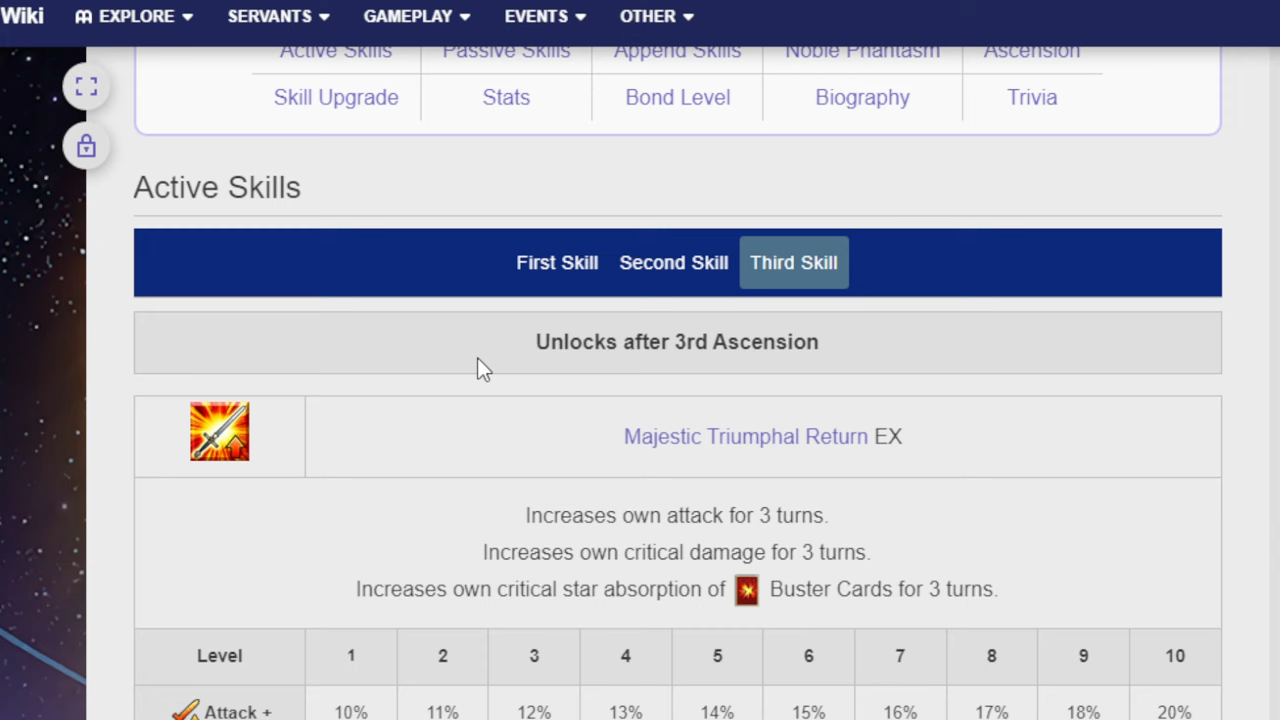 Wiki EXPLORE SERVANTS GAMEPLAY EVENTS OTHER
Active Skills Passive Skills Append Skills Noble Phantasm Ascension
Skill Upgrade Stats Bond Level Biography Trivia
Active Skills
First Skill Second Skill Third Skill
Unlocks after 3rd Ascension
Majestic Triumphal Return EX
Increases own attack for 3 turns.
Increases own critical damage for 3 turns.
Increases own critical star absorption of Buster Cards for 3 turns.
Level 1 2 3 4 5 6 7 8 9 10
Attack + 10% 11% 12% 13% 14% 15% 16% 17% 18% 20%